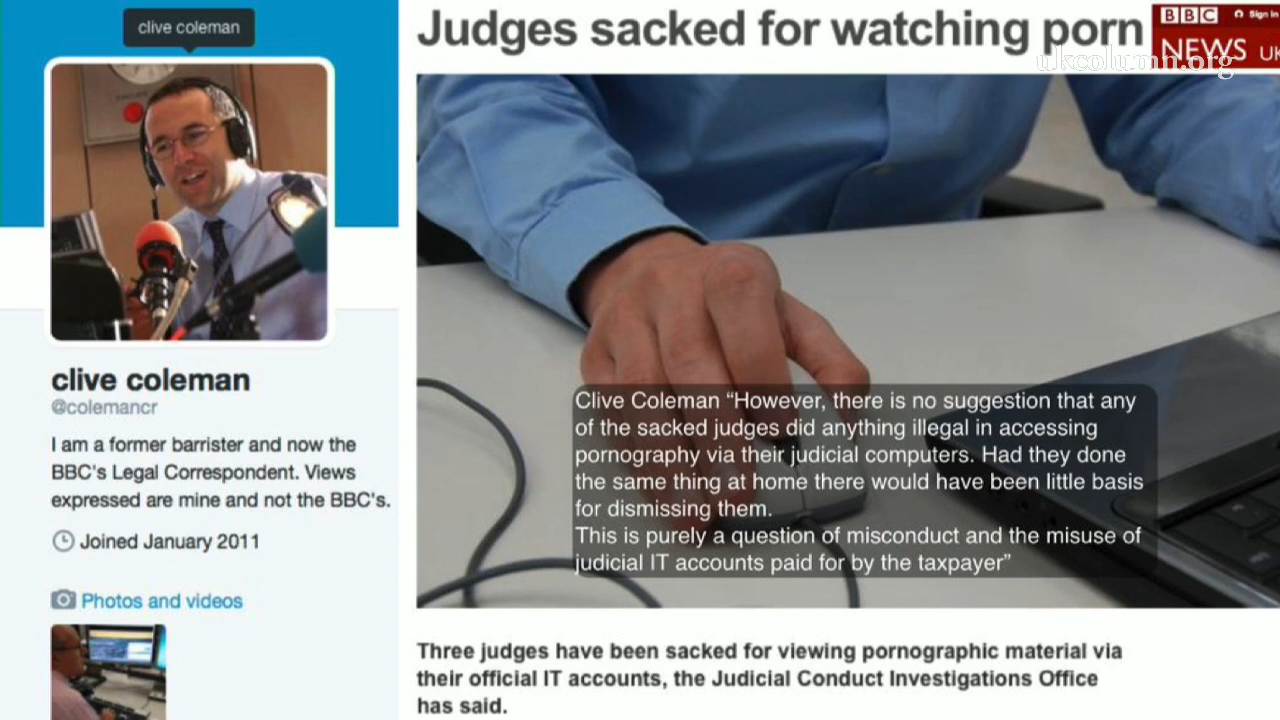 clive coleman
clive coleman
@colemancr
I am a former barrister and now the
BBC's Legal Correspondent. Views
expressed are mine and not the BBC's.
Joined January 2011
Photos and videos
Judges sacked for watching porn
BBC Sign in
NEWS UK
ukcolumn.org
Clive Coleman “However, there is no suggestion that any
of the sacked judges did anything illegal in accessing
pornography via their judicial computers. Had they done
the same thing at home there would have been little basis
for dismissing them.
This is purely a question of misconduct and the misuse of
judicial IT accounts paid for by the taxpayer”
Three judges have been sacked for viewing pornographic material via
their official IT accounts, the Judicial Conduct Investigations Office
has said.